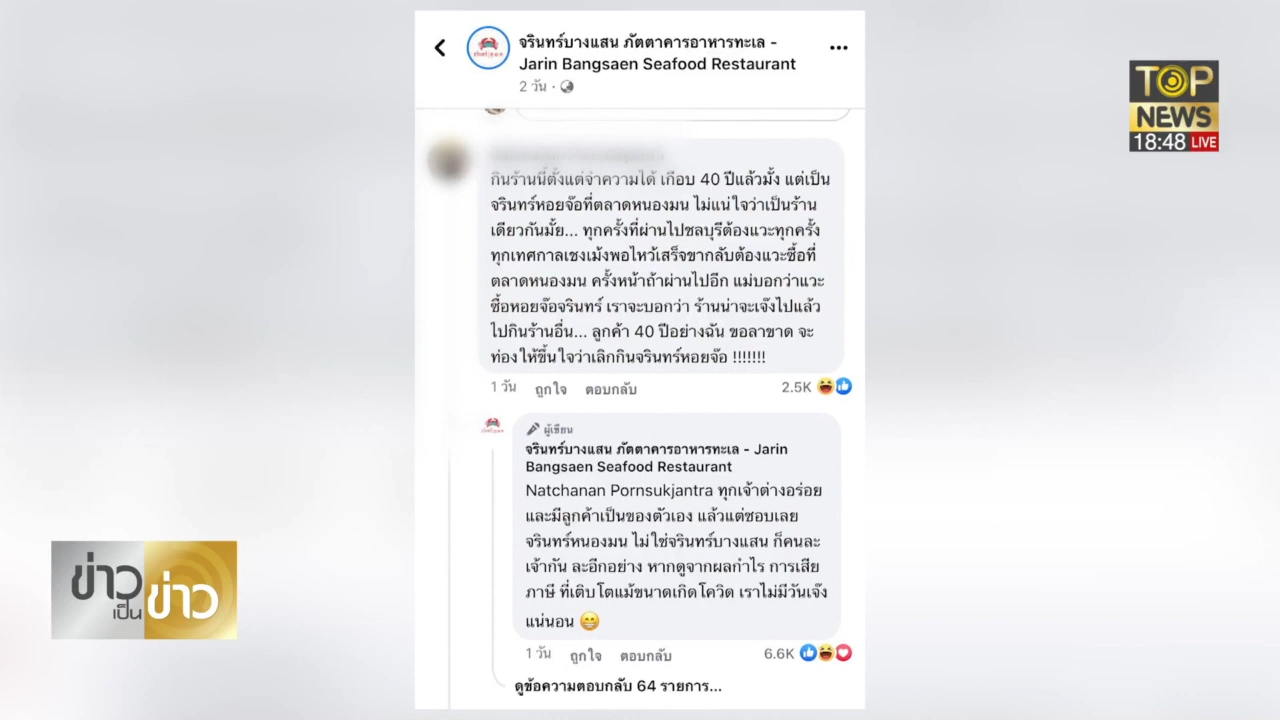 จรินทร์บางแสน ภัตตาคารอาหารทะเล -
Jarin Bangsaen Seafood Restaurant
2 วัน ·
TOP
NEWS
18:48 LIVE
กินร้านนี้ตั้งแต่จำความได้ เกือบ 40 ปีแล้วมั้ง แต่เป็น
จรินทร์หอยจ๊อที่ตลาดหนองมน ไม่แน่ใจว่าเป็นร้าน
เดียวกันมั้ย... ทุกครั้งที่ผ่านไปชลบุรีต้องแวะทุกครั้ง
ทุกเทศกาลเชงเม้งพอไหว้เสร็จขากลับต้องแวะซื้อที่
ตลาดหนองมน ครั้งหน้าถ้าผ่านไปอีก แม่บอกว่าแวะ
ซื้อหอยจ๊อจรินทร์ เราจะบอกว่า ร้านน่าจะเจ๊งไปแล้ว
ไปกินร้านอื่น... ลูกค้า 40 ปีอย่างฉัน ขอลาขาด จะ
ท่องให้ขึ้นใจว่าเลิกกินจรินทร์หอยจ๊อ !!!!!!!
1 วัน ถูกใจ ตอบกลับ 2.5K
ผู้เขียน
จรินทร์บางแสน ภัตตาคารอาหารทะเล - Jarin
Bangsaen Seafood Restaurant
Natchanan Pornsukjantra ทุกเจ้าต่างอร่อย
และมีลูกค้าเป็นของตัวเอง แล้วแต่ชอบเลย
จรินทร์หนองมน ไม่ใช่จรินทร์บางแสน ก็คนละ
เจ้ากัน ละอีกอย่าง หากดูจากผลกำไร การเสีย
ภาษี ที่เติบโตแม้ขนาดเกิดโควิด เราไม่มีวันเจ๊ง
แน่นอน 😁
1 วัน ถูกใจ ตอบกลับ 6.6K
ดูข้อความตอบกลับ 64 รายการ...
ข่าว
เป็น
ข่าว